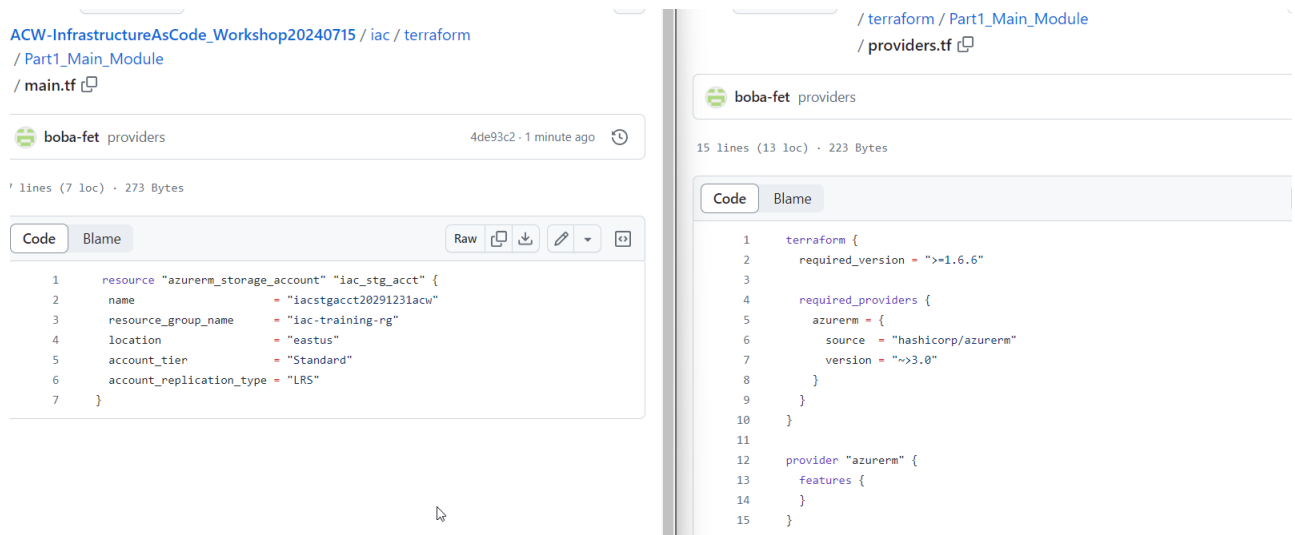 ACW-InfrastructureAsCode_Workshop20240715 / iac / terraform
/ Part1_Main_Module
/ main.tf
boba-fet providers 4de93c2 · 1 minute ago
lines (7 loc) · 273 Bytes
Code Blame Raw
1 resource "azurerm_storage_account" "iac_stg_acct" {
2 name = "iacstgacct20291231acw"
3 resource_group_name = "iac-training-rg"
4 location = "eastus"
5 account_tier = "Standard"
6 account_replication_type = "LRS"
7 }
/ terraform / Part1_Main_Module
/ providers.tf
boba-fet providers
15 lines (13 loc) · 223 Bytes
Code Blame
1 terraform {
2 required_version = ">=1.6.6"
3
4 required_providers {
5 azurerm = {
6 source = "hashicorp/azurerm"
7 version = "~>3.0"
8 }
9 }
10 }
11
12 provider "azurerm" {
13 features {
14 }
15 }